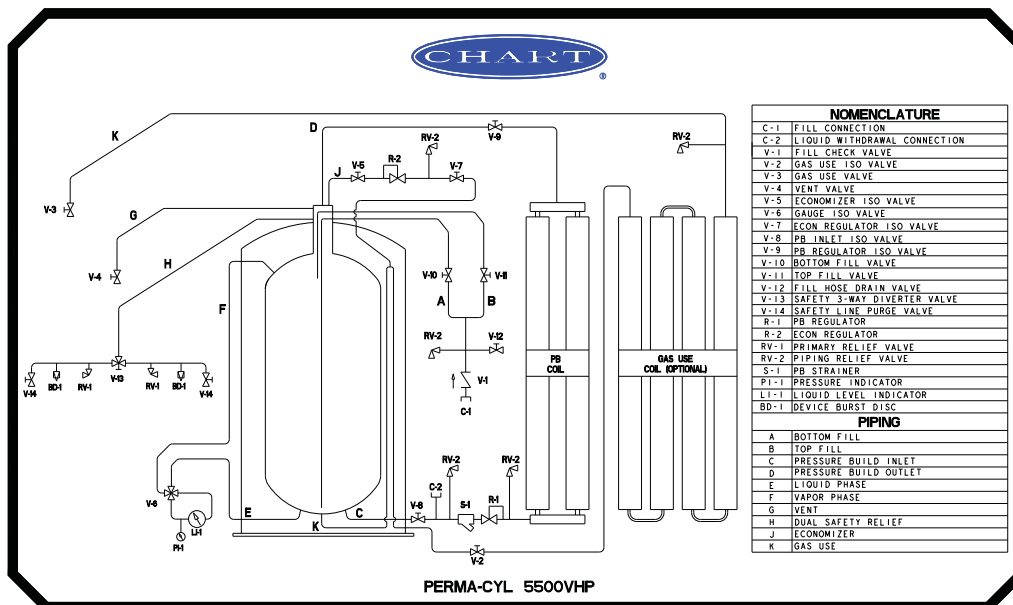 CHART
®
K
D
RV-2
V-9
RV-2
V-5
R-2
V-7
J
V-3
G
V-4
H
V-10
V-11
F
A
B
RV-2
V-12
V-14
BD-1
RV-1
V-13
RV-1
BD-1
V-14
V-1
C-1
PB
COIL
GAS USE
COIL (OPTIONAL)
RV-2
RV-2
C-2
V-6
LI-1
PI-1
E
K
C
V-8
S-1
R-1
V-2
PERMA-CYL 5500VHP
NOMENCLATURE
C-1 FILL CONNECTION
C-2 LIQUID WITHDRAWAL CONNECTION
V-1 FILL CHECK VALVE
V-2 GAS USE ISO VALVE
V-3 GAS USE VALVE
V-4 VENT VALVE
V-5 ECONOMIZER ISO VALVE
V-6 GAUGE ISO VALVE
V-7 ECON REGULATOR ISO VALVE
V-8 PB INLET ISO VALVE
V-9 PB REGULATOR ISO VALVE
V-10 BOTTOM FILL VALVE
V-11 TOP FILL VALVE
V-12 FILL HOSE DRAIN VALVE
V-13 SAFETY 3-WAY DIVERTER VALVE
V-14 SAFETY LINE PURGE VALVE
R-1 PB REGULATOR
R-2 ECON REGULATOR
RV-1 PRIMARY RELIEF VALVE
RV-2 PIPING RELIEF VALVE
S-1 PB STRAINER
PI-1 PRESSURE INDICATOR
LI-1 LIQUID LEVEL INDICATOR
BD-1 DEVICE BURST DISC
PIPING
A BOTTOM FILL
B TOP FILL
C PRESSURE BUILD INLET
D PRESSURE BUILD OUTLET
E LIQUID PHASE
F VAPOR PHASE
G VENT
H DUAL SAFETY RELIEF
J ECONOMIZER
K GAS USE